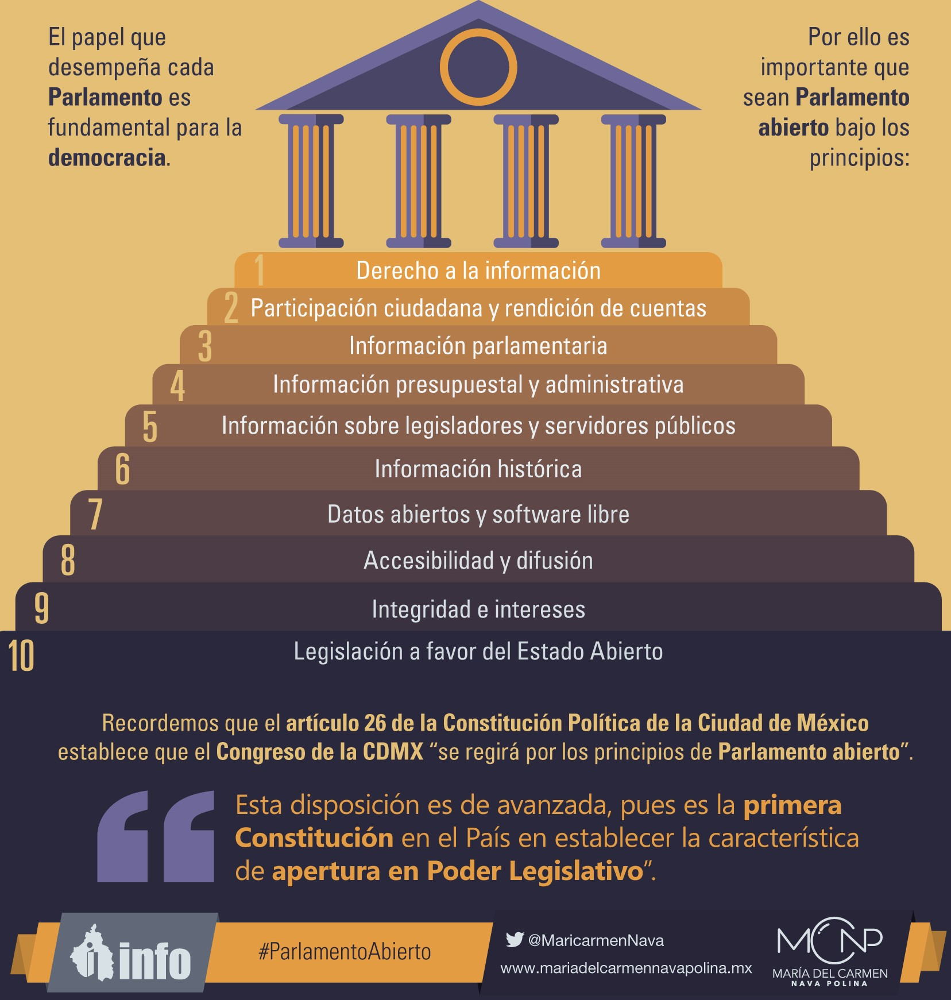 El papel que
desempeña cada
Parlamento es
fundamental para la
democracia.
Por ello es
importante que
sean Parlamento
abierto bajo los
principios:
1 Derecho a la información
2 Participación ciudadana y rendición de cuentas
3 Información parlamentaria
4 Información presupuestal y administrativa
5 Información sobre legisladores y servidores públicos
6 Información histórica
7 Datos abiertos y software libre
8 Accesibilidad y difusión
9 Integridad e intereses
10 Legislación a favor del Estado Abierto
Recordemos que el artículo 26 de la Constitución Política de la Ciudad de México
establece que el Congreso de la CDMX “se regirá por los principios de Parlamento abierto”.
“Esta disposición es de avanzada, pues es la primera
Constitución en el País en establecer la característica
de apertura en Poder Legislativo”.
info
#ParlamentoAbierto
@MaricarmenNava
www.mariadelcarmennavapolina.mx
MCNP
MARÍA DEL CARMEN
NAVA POLINA